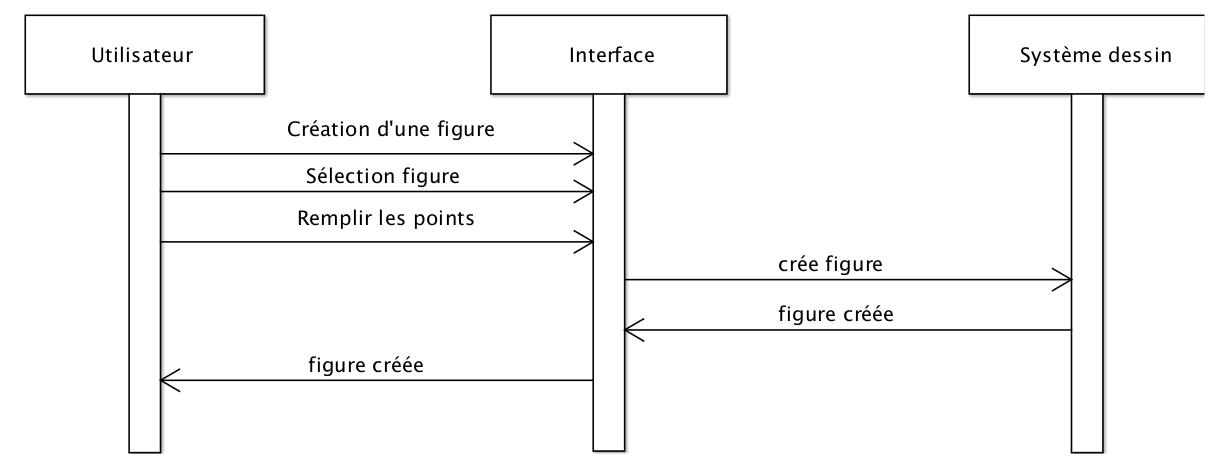 Utilisateur
Interface
Système dessin
Création d'une figure
Sélection figure
Remplir les points
crée figure
figure créée
figure créée